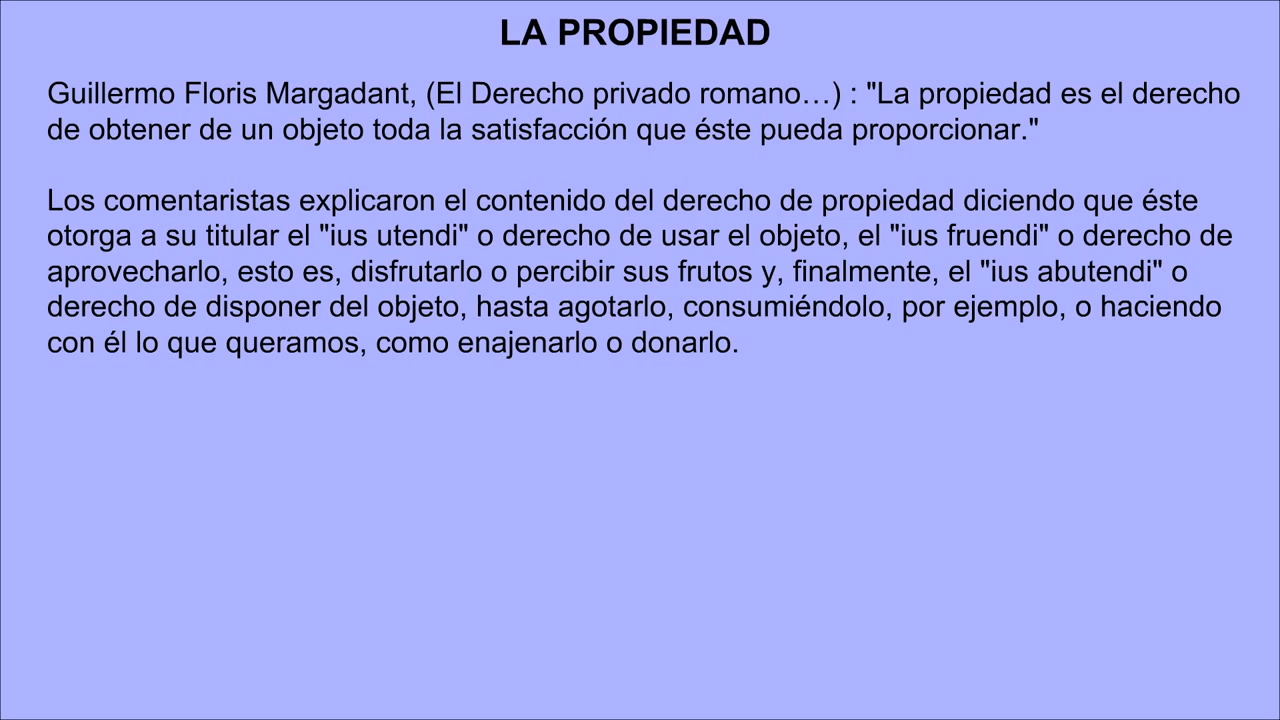 LA PROPIEDAD
Guillermo Floris Margadant, (El Derecho privado romano…) : "La propiedad es el derecho
de obtener de un objeto toda la satisfacción que éste pueda proporcionar."
Los comentaristas explicaron el contenido del derecho de propiedad diciendo que éste
otorga a su titular el "ius utendi" o derecho de usar el objeto, el "ius fruendi" o derecho de
aprovecharlo, esto es, disfrutarlo o percibir sus frutos y, finalmente, el "ius abutendi" o
derecho de disponer del objeto, hasta agotarlo, consumiéndolo, por ejemplo, o haciendo
con él lo que queramos, como enajenarlo o donarlo.